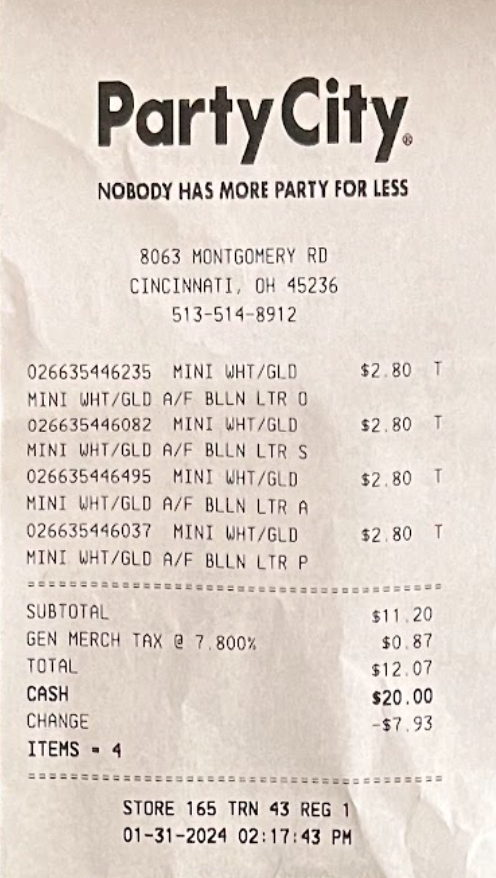 PartyCity®
NOBODY HAS MORE PARTY FOR LESS
8063 MONTGOMERY RD
CINCINNATI, OH 45236
513-514-8912
026635446235 MINI WHT/GLD $2.80 T
MINI WHT/GLD A/F BLLN LTR O
026635446082 MINI WHT/GLD $2.80 T
MINI WHT/GLD A/F BLLN LTR S
026635446495 MINI WHT/GLD $2.80 T
MINI WHT/GLD A/F BLLN LTR A
026635446037 MINI WHT/GLD $2.80 T
MINI WHT/GLD A/F BLLN LTR P
========================================
SUBTOTAL $11.20
GEN MERCH TAX @ 7.800% $0.87
TOTAL $12.07
CASH $20.00
CHANGE -$7.93
ITEMS = 4
========================================
STORE 165 TRN 43 REG 1
01-31-2024 02:17:43 PM